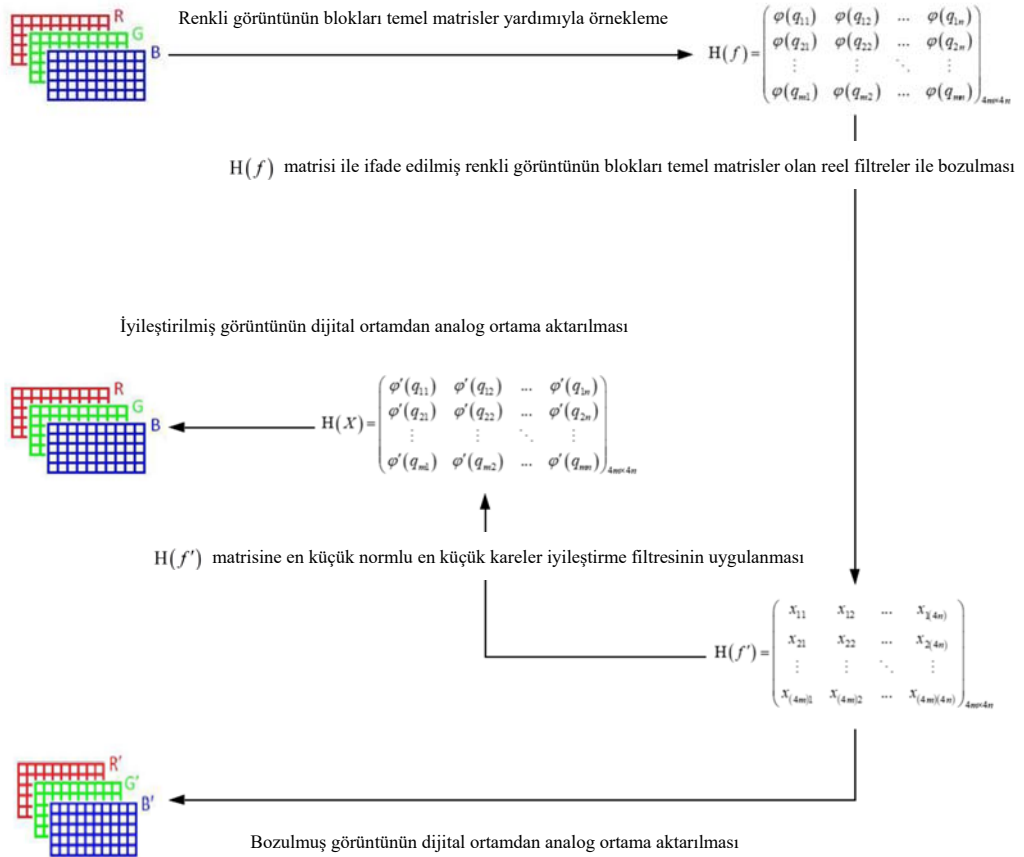 Renkli görüntünün blokları temel matrisler yardımıyla örnekleme
R
G
B
H(f)=
φ(q₁₁) φ(q₁₂) ... φ(q₁ₙ)
φ(q₂₁) φ(q₂₂) ... φ(q₂ₙ)
⋮ ⋮ ⋱ ⋮
φ(qₘ₁) φ(qₘ₂) ... φ(qₘₙ)
4m×4n
H(f) matrisi ile ifade edilmiş renkli görüntünün blokları temel matrisler olan reel filtreler ile bozulması
İyileştirilmiş görüntünün dijital ortamdan analog ortama aktarılması
R
G
B
H(X)=
φ′(q₁₁) φ′(q₁₂) ... φ′(q₁ₙ)
φ′(q₂₁) φ′(q₂₂) ... φ′(q₂ₙ)
⋮ ⋮ ⋱ ⋮
φ′(qₘ₁) φ′(qₘ₂) ... φ′(qₘₙ)
4m×4n
H(f′) matrisine en küçük normlu en küçük kareler iyileştirme filtresinin uygulanması
H(f′)=
x₁₁ x₁₂ ... x₁₍₄ₙ₎
x₂₁ x₂₂ ... x₂₍₄ₙ₎
⋮ ⋮ ⋱ ⋮
x₍₄ₘ₎₁ x₍₄ₘ₎₂ ... x₍₄ₘ₎₍₄ₙ₎
4m×4n
R′
G′
B′
Bozulmuş görüntünün dijital ortamdan analog ortama aktarılması